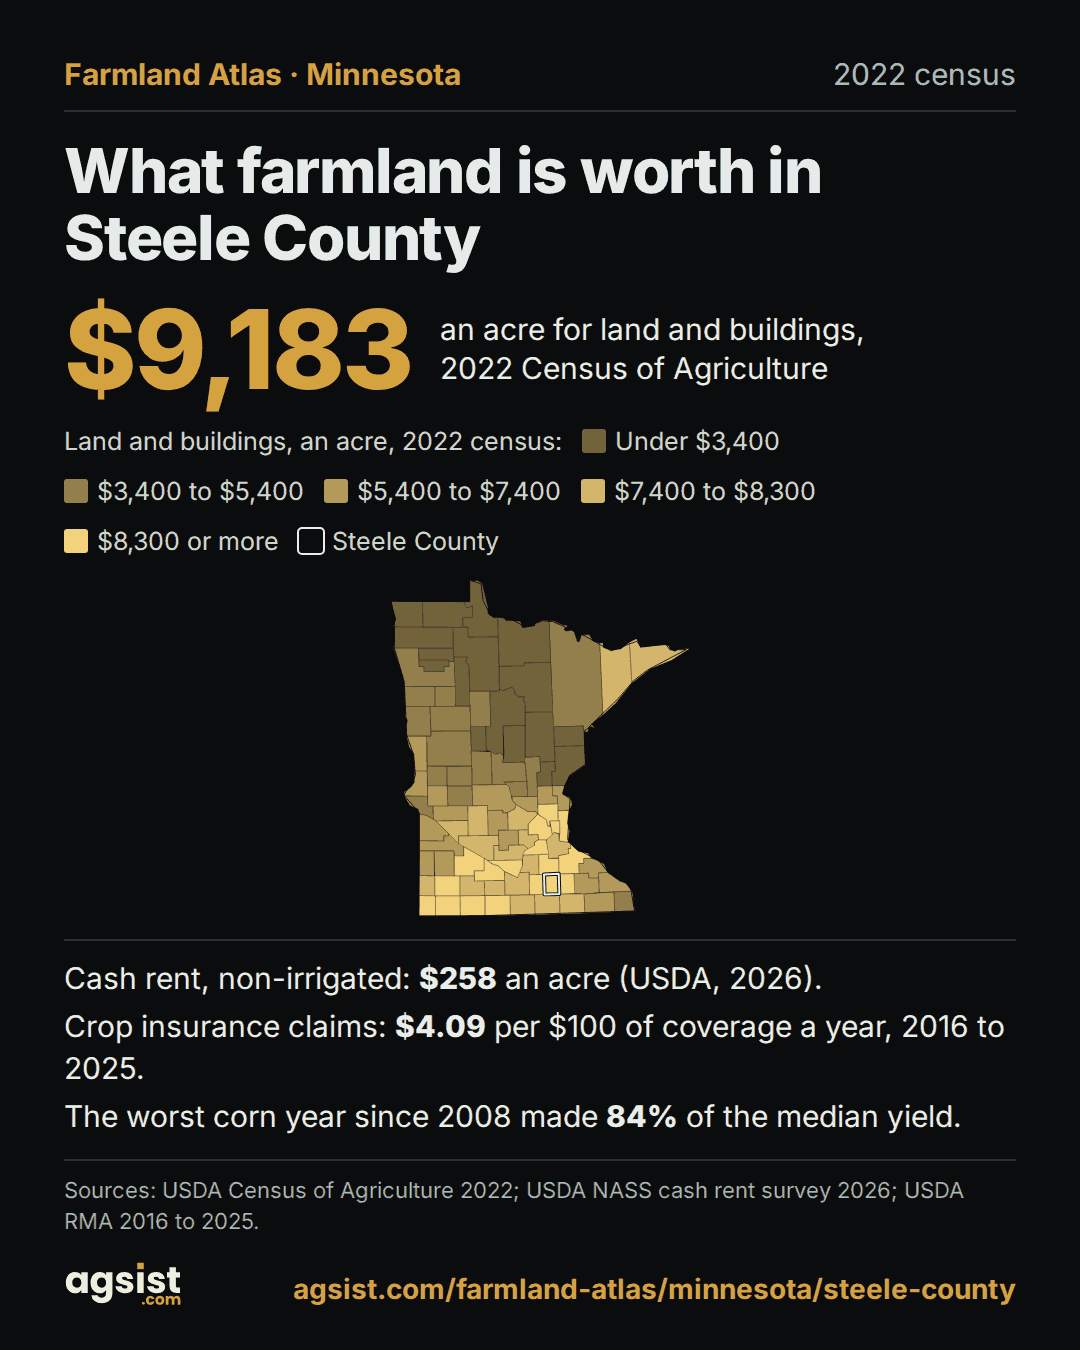 Farmland Atlas · Minnesota
2022 census
What farmland is worth in
Steele County
$9,183
an acre for land and buildings,
2022 Census of Agriculture
Land and buildings, an acre, 2022 census: Under $3,400
$3,400 to $5,400 $5,400 to $7,400 $7,400 to $8,300
$8,300 or more Steele County
Cash rent, non-irrigated: $258 an acre (USDA, 2026).
Crop insurance claims: $4.09 per $100 of coverage a year, 2016 to
2025.
The worst corn year since 2008 made 84% of the median yield.
Sources: USDA Census of Agriculture 2022; USDA NASS cash rent survey 2026; USDA
RMA 2016 to 2025.
agsist
.com
agsist.com/farmland-atlas/minnesota/steele-county